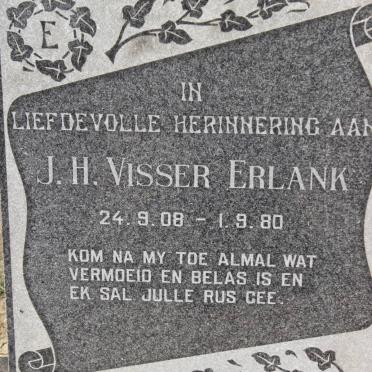 E
IN
LIEFDEVOLLE HERINNERING AAN
J. H. VISSER ERLANK
24.9.08 - 1.9.80
KOM NA MY TOE ALMAL WAT
VERMOEID EN BELAS IS EN
EK SAL JULLE RUS GEE.